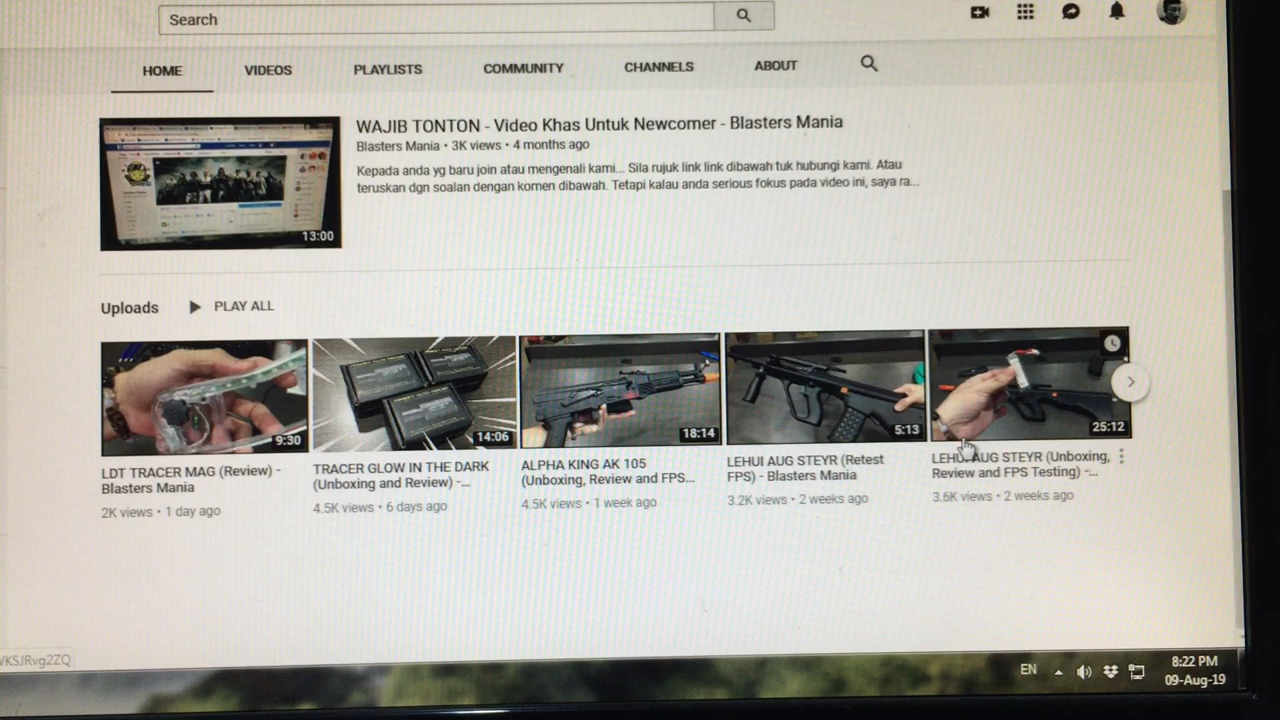 Search
HOME
VIDEOS
PLAYLISTS
COMMUNITY
CHANNELS
ABOUT
WAJIB TONTON - Video Khas Untuk Newcomer - Blasters Mania
Blasters Mania • 3K views • 4 months ago
Kepada anda yg baru join atau mengenali kami... Sila rujuk link link dibawah tuk hubungi kami. Atau
teruskan dgn soalan dengan komen dibawah. Tetapi kalau anda serious fokus pada video ini, saya ra...
13:00
Uploads
PLAY ALL
9:30
LDT TRACER MAG (Review) -
Blasters Mania
2K views • 1 day ago
14:06
TRACER GLOW IN THE DARK
(Unboxing and Review) -...
4.5K views • 6 days ago
18:14
ALPHA KING AK 105
(Unboxing, Review and FPS...
4.5K views • 1 week ago
5:13
LEHUI AUG STEYR (Retest
FPS) - Blasters Mania
3.2K views • 2 weeks ago
25:12
LEHUI AUG STEYR (Unboxing,
Review and FPS Testing) -...
3.6K views • 2 weeks ago
VKSJRvg2ZQ
EN
8:22 PM
09-Aug-19